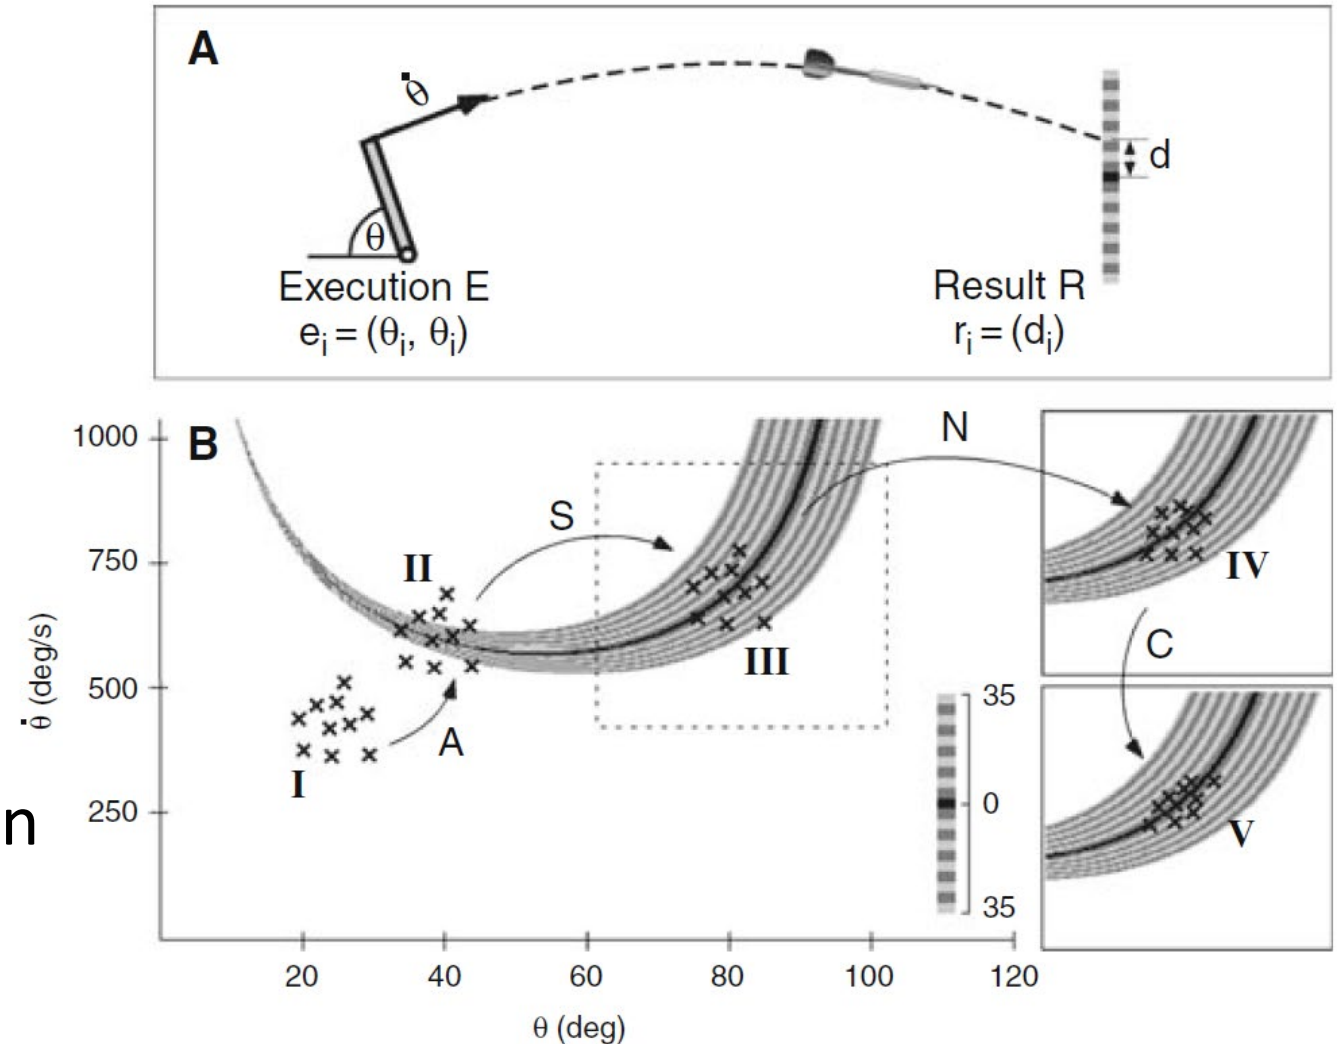 A
θ̇
θ
d
Execution E
eᵢ = (θᵢ, θᵢ)
Result R
rᵢ = (dᵢ)
B
1000
750
500
250
θ̇ (deg/s)
n
I
II
III
A
S
N
IV
C
V
35
0
35
20 40 60 80 100 120
θ (deg)